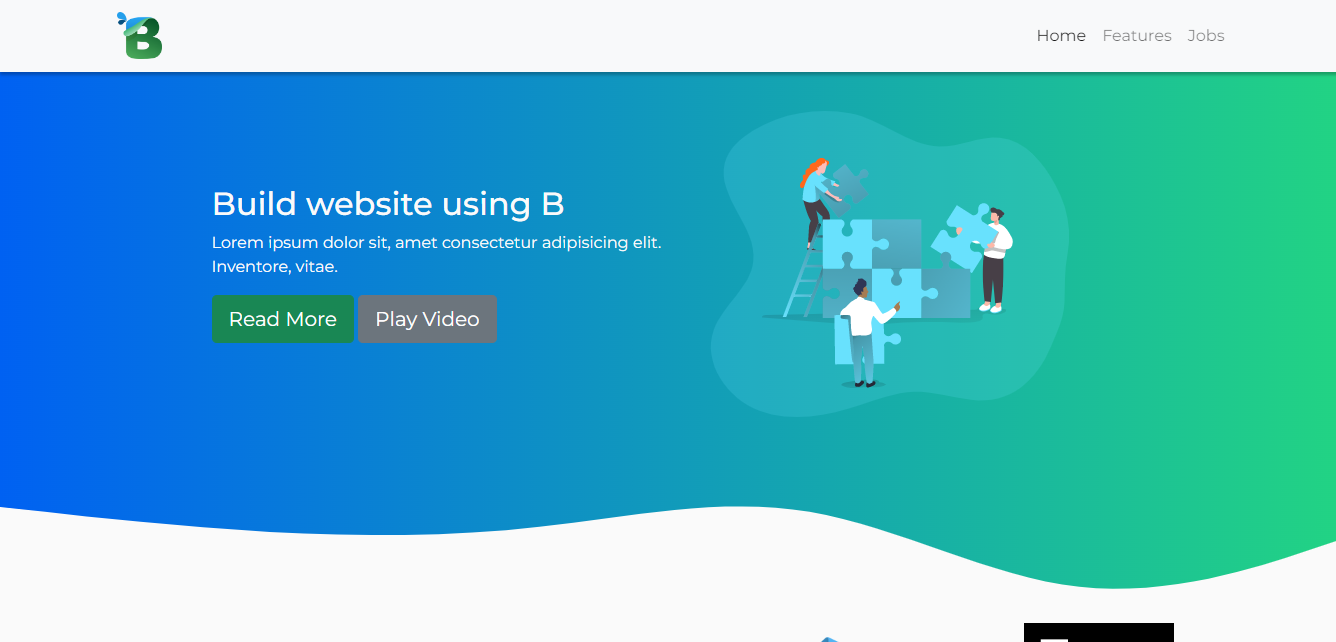 B
Home Features Jobs
Build website using B
Lorem ipsum dolor sit, amet consectetur adipisicing elit.
Inventore, vitae.
Read More Play Video